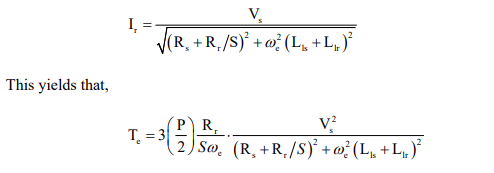 I_r = V_s / √((R_s + R_r/S)² + ω_e² (L_ls + L_lr)²)
This yields that,
T_e = 3 (P/2) R_r/(Sω_e) · V_s² / ((R_s + R_r/S)² + ω_e² (L_ls + L_lr)²)